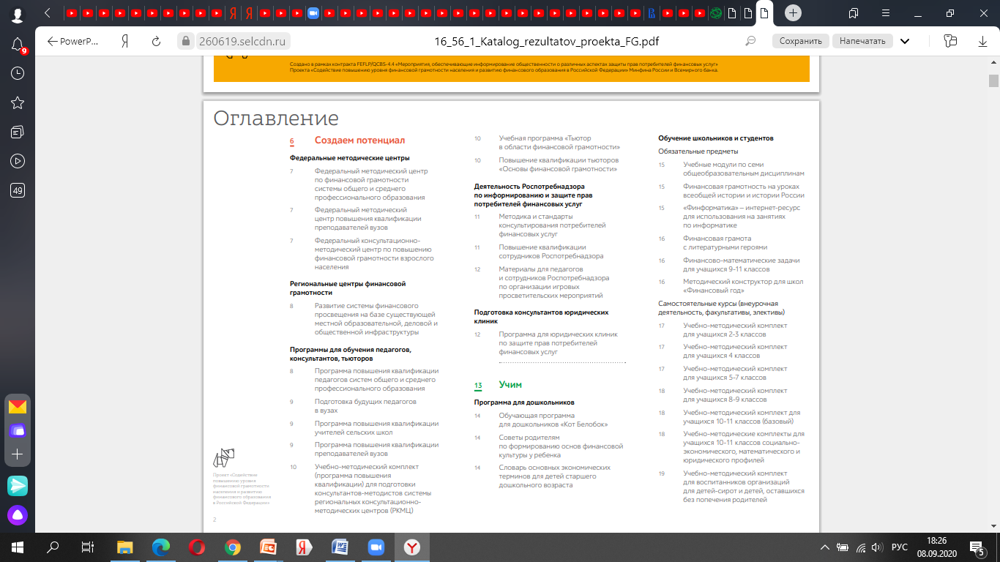 9
49
PowerP...
260619.selcdn.ru
16_56_1_Katalog_rezultatov_proekta_FG.pdf
Сохранить
Напечатать
Создано в рамках контракта FEFLP/QCBS-4.4 «Мероприятия, обеспечивающие информирование общественности о различных аспектах защиты прав потребителей финансовых услуг»
Проекта «Содействие повышению уровня финансовой грамотности населения и развитию финансового образования в Российской Федерации» Минфина России и Всемирного банка.
Оглавление
6 Создаем потенциал
Федеральные методические центры
7 Федеральный методический центр
по финансовой грамотности
системы общего и среднего
профессионального образования
7 Федеральный методический
центр повышения квалификации
преподавателей вузов
7 Федеральный консультационно-
методический центр по повышению
финансовой грамотности взрослого
населения
Региональные центры финансовой
грамотности
8 Развитие системы финансового
просвещения на базе существующей
местной образовательной, деловой и
общественной инфраструктуры
Программы для обучения педагогов,
консультантов, тьюторов
8 Программа повышения квалификации
педагогов систем общего и среднего
профессионального образования
9 Подготовка будущих педагогов
в вузах
9 Программа повышения квалификации
учителей сельских школ
9 Программа повышения квалификации
преподавателей вузов
10 Учебно-методический комплект
(программа повышения
квалификации) для подготовки
консультантов-методистов системы
региональных консультационно-
методических центров (РКМЦ)
Проект «Содействие
повышению уровня
финансовой грамотности
населения и развитию
финансового образования
в Российской Федерации»
2
10 Учебная программа «Тьютор
в области финансовой грамотности»
10 Повышение квалификации тьюторов
«Основы финансовой грамотности»
Деятельность Роспотребнадзора
по информированию и защите прав
потребителей финансовых услуг
11 Методика и стандарты
консультирования потребителей
финансовых услуг
11 Повышение квалификации
сотрудников Роспотребнадзора
12 Материалы для педагогов
и сотрудников Роспотребнадзора
по организации игровых
просветительских мероприятий
Подготовка консультантов юридических
клиник
12 Программа для юридических клиник
по защите прав потребителей
финансовых услуг
13 Учим
Программа для дошкольников
14 Обучающая программа
для дошкольников «Кот Белобок»
14 Советы родителям
по формированию основ финансовой
культуры у ребенка
14 Словарь основных экономических
терминов для детей старшего
дошкольного возраста
Обучение школьников и студентов
Обязательные предметы
15 Учебные модули по семи
общеобразовательным дисциплинам
15 Финансовая грамотность на уроках
всеобщей истории и истории России
15 «Финформатика» – интернет-ресурс
для использования на занятиях
по информатике
16 Финансовая грамота
с литературными героями
16 Финансово-математические задачи
для учащихся 9-11 классов
16 Методический конструктор для школ
«Финансовый год»
Самостоятельные курсы (внеурочная
деятельность, факультативы, элективы)
17 Учебно-методический комплект
для учащихся 2-3 классов
17 Учебно-методический комплект
для учащихся 4 классов
17 Учебно-методический комплект
для учащихся 5-7 классов
18 Учебно-методический комплект
для учащихся 8-9 классов
18 Учебно-методический комплект для
учащихся 10-11 классов (базовый)
18 Учебно-методические комплекты для
учащихся 10-11 классов социально-
экономического, математического и
юридического профилей
19 Учебно-методический комплект
для воспитанников организаций
для детей-сирот и детей, оставшихся
без попечения родителей
РУС
18:26
08.09.2020
5